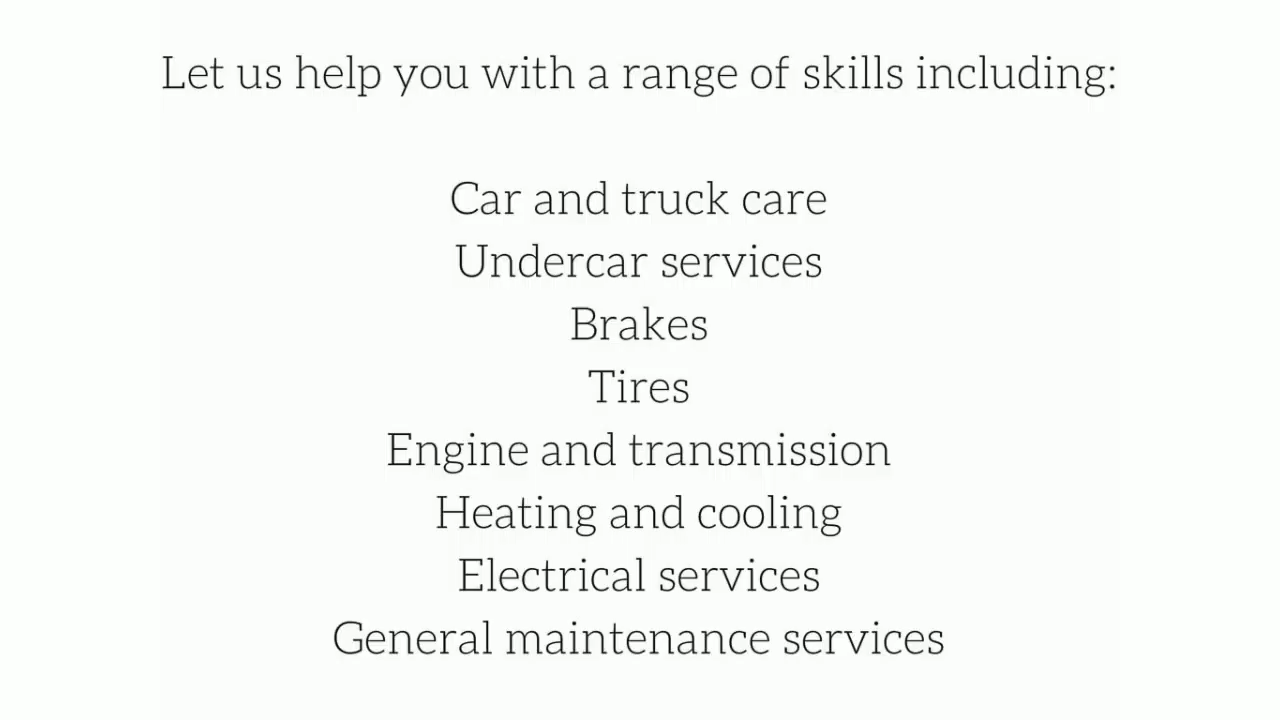 Let us help you with a range of skills including:
Car and truck care
Undercar services
Brakes
Tires
Engine and transmission
Heating and cooling
Electrical services
General maintenance services